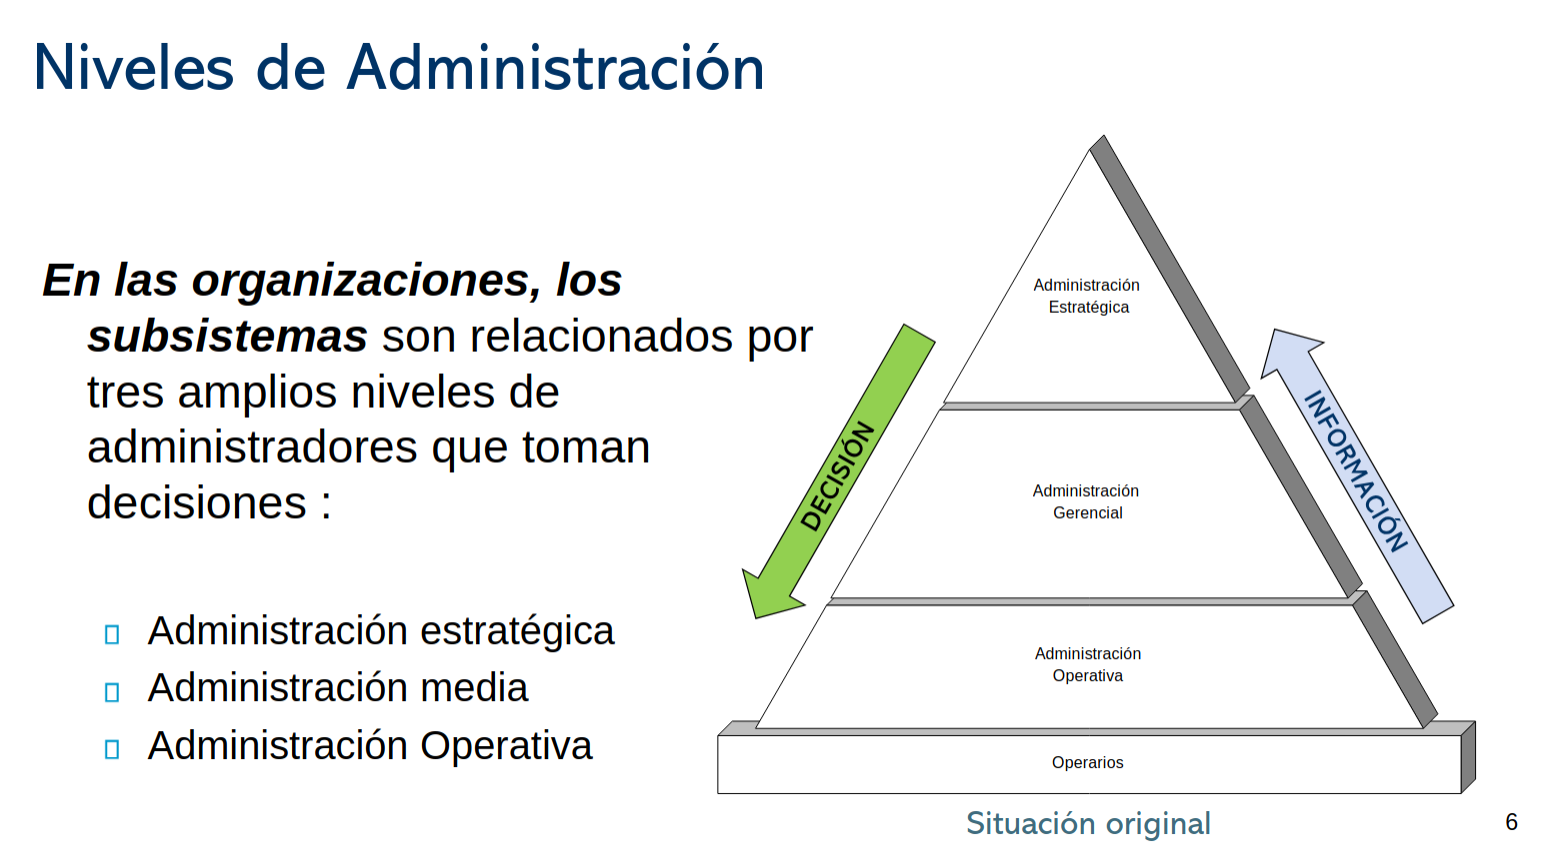 Niveles de Administración
En las organizaciones, los
subsistemas son relacionados por
tres amplios niveles de
administradores que toman
decisiones :
Administración estratégica
Administración media
Administración Operativa
Administración
Estratégica
DECISIÓN
INFORMACIÓN
Administración
Gerencial
Administración
Operativa
Operarios
Situación original
6